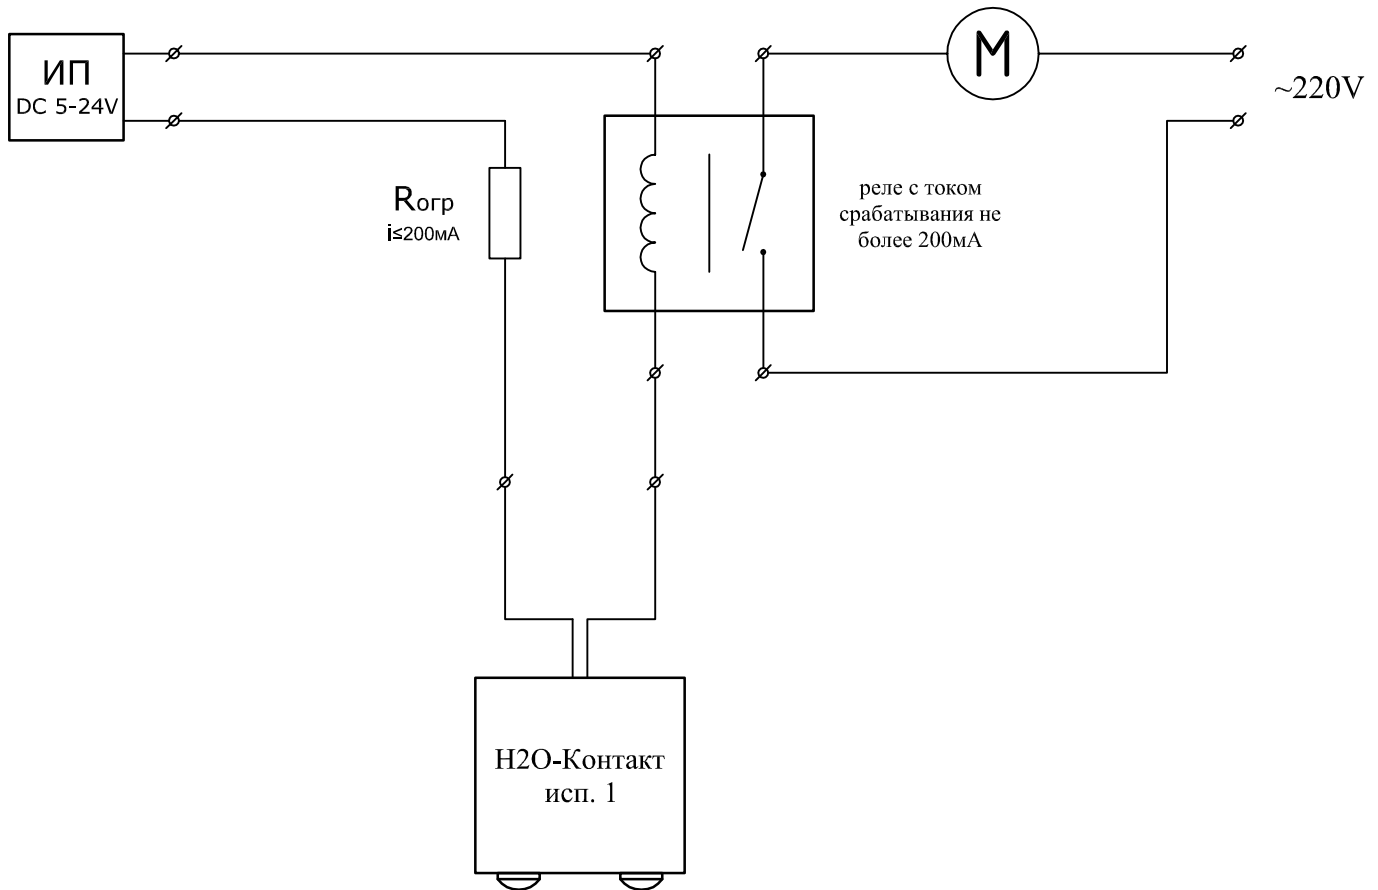 ИП
DC 5-24V
М
~220V
Rогр
i≤200мА
реле с током
срабатывания не
более 200мА
H2O-Контакт
исп. 1